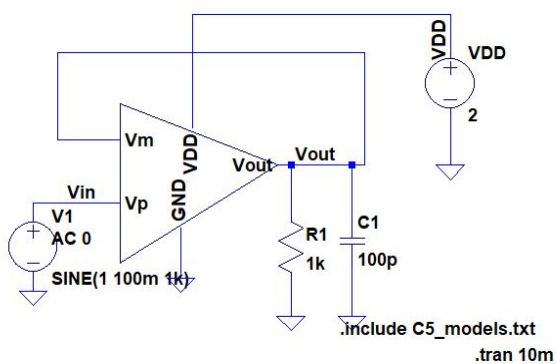 VDD
VDD
2
Vm
VDD
Vout
Vout
Vin
Vp
GND
V1
AC 0
SINE(1 100m 1k)
R1
1k
C1
100p
.include C5_models.txt
.tran 10m